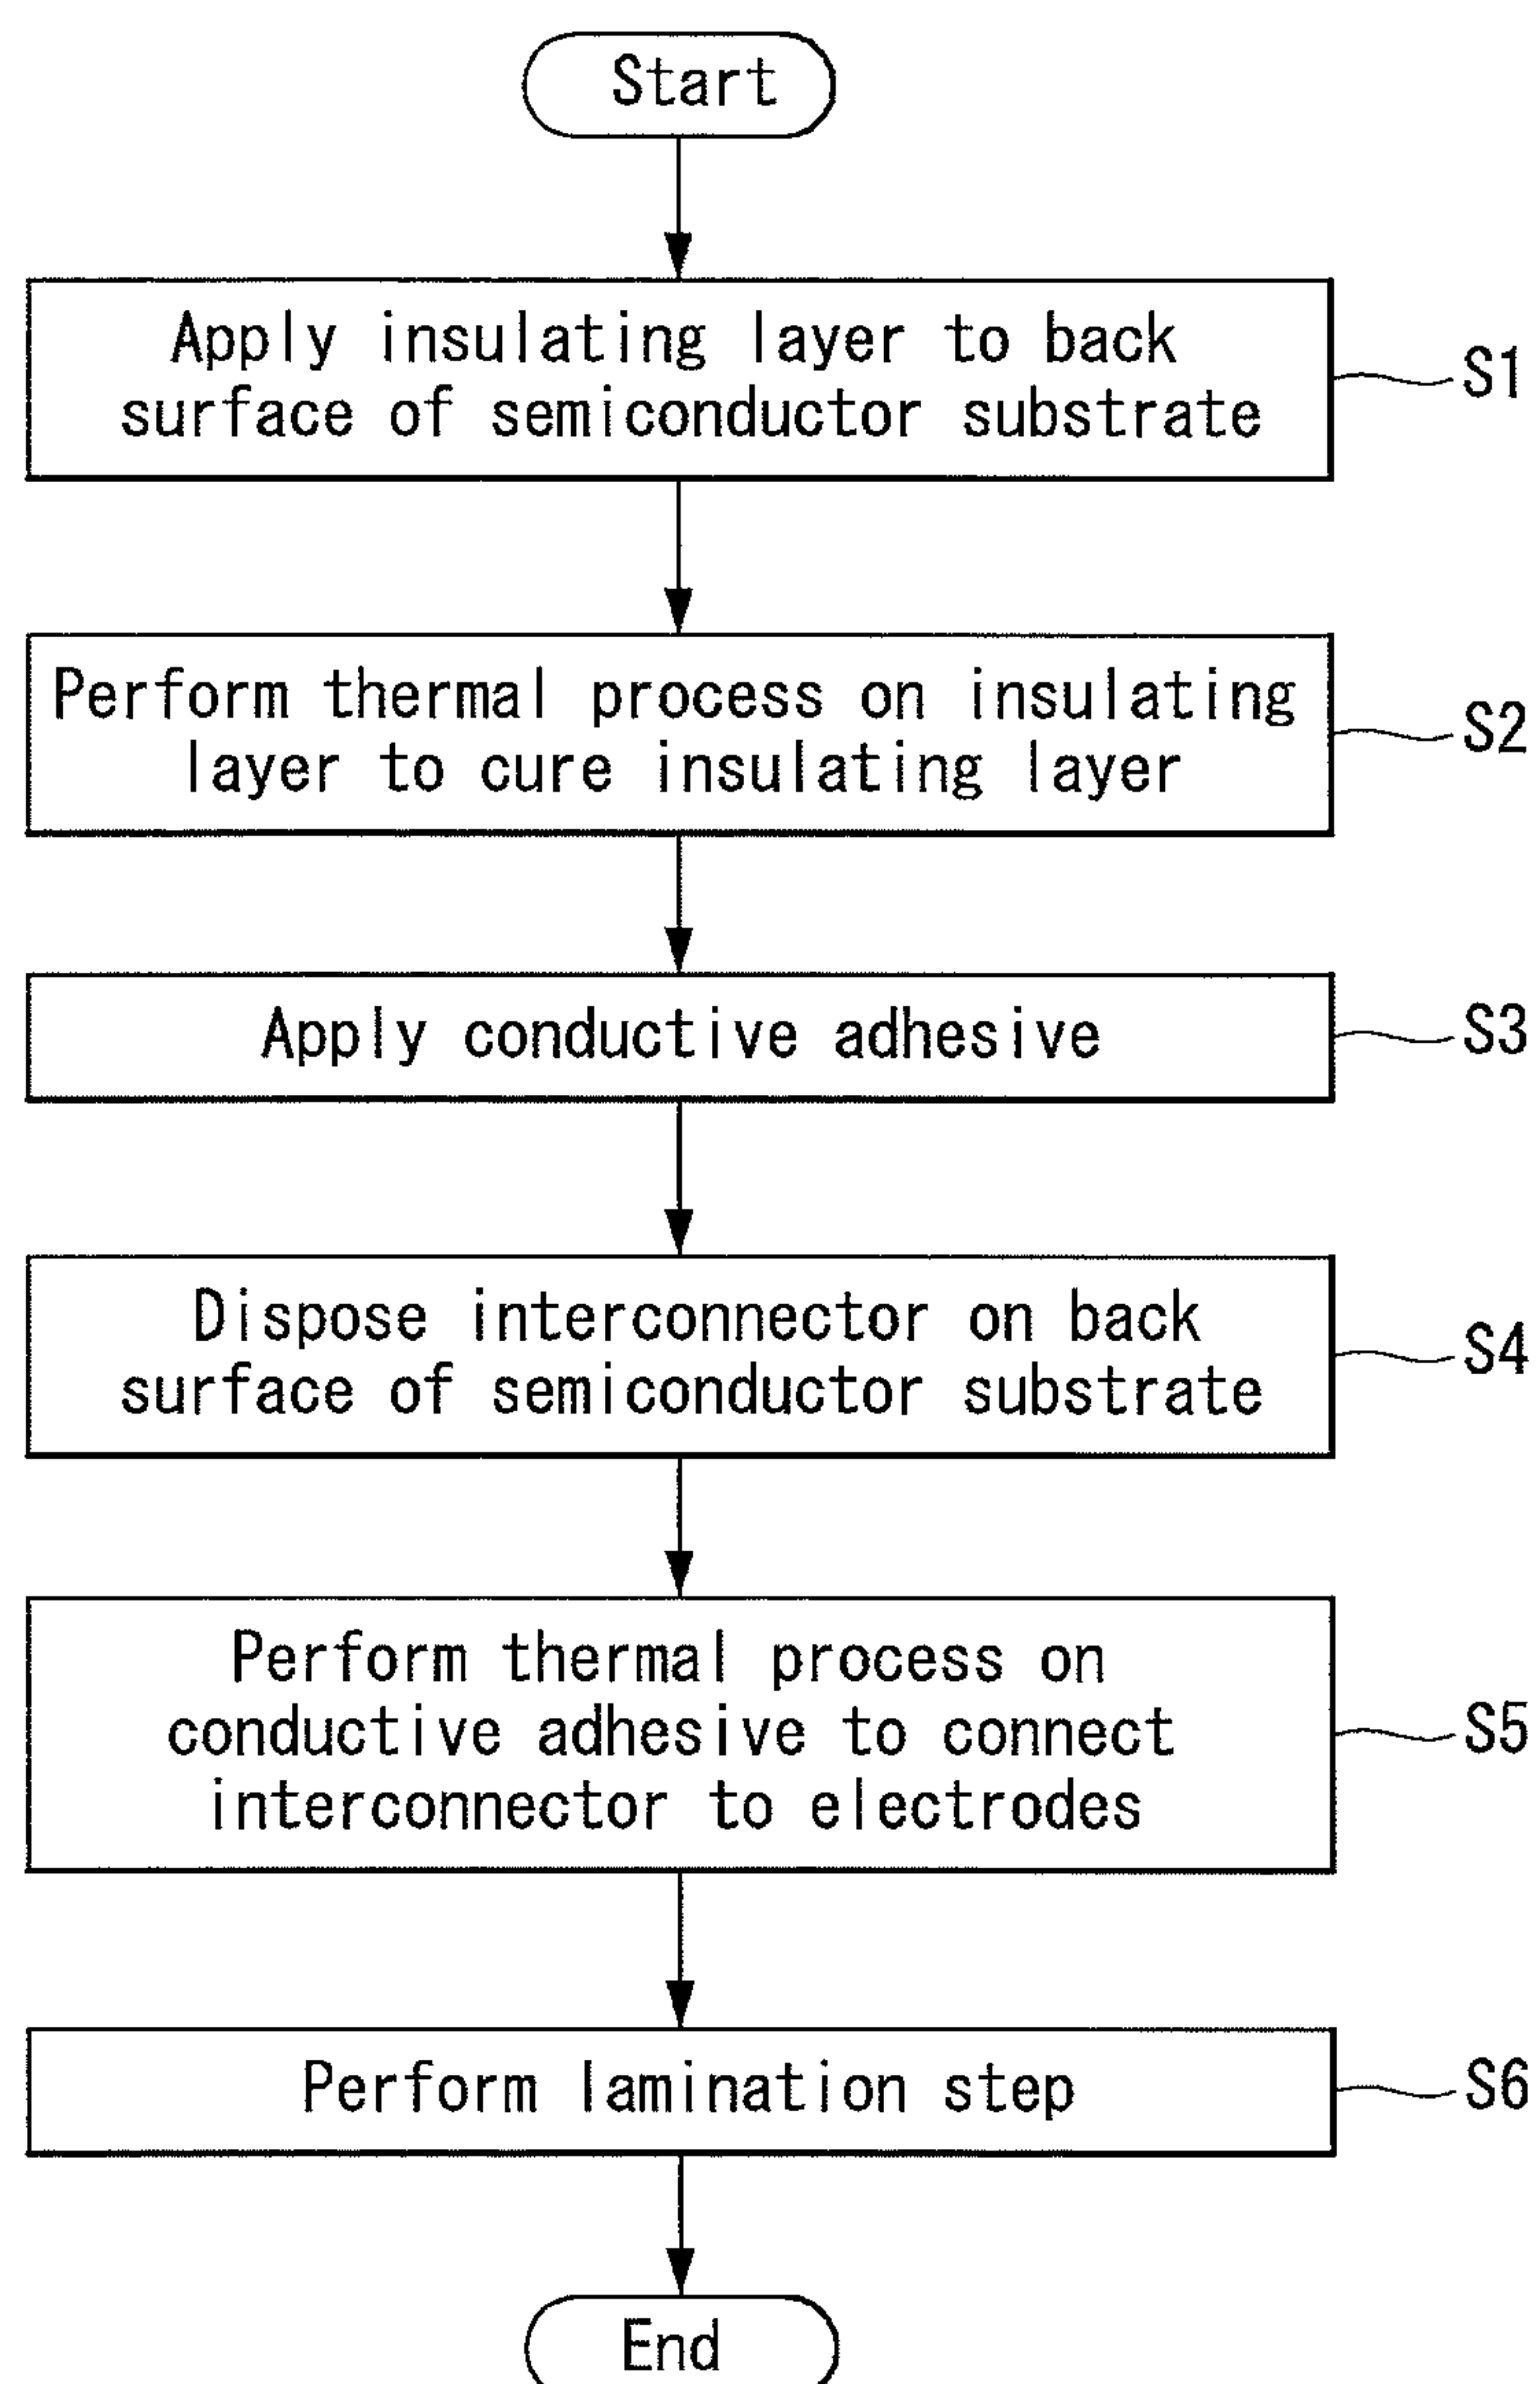 Start
Apply insulating layer to back
surface of semiconductor substrate
S1
Perform thermal process on insulating
layer to cure insulating layer
S2
Apply conductive adhesive
S3
Dispose interconnector on back
surface of semiconductor substrate
S4
Perform thermal process on
conductive adhesive to connect
interconnector to electrodes
S5
Perform lamination step
S6
End